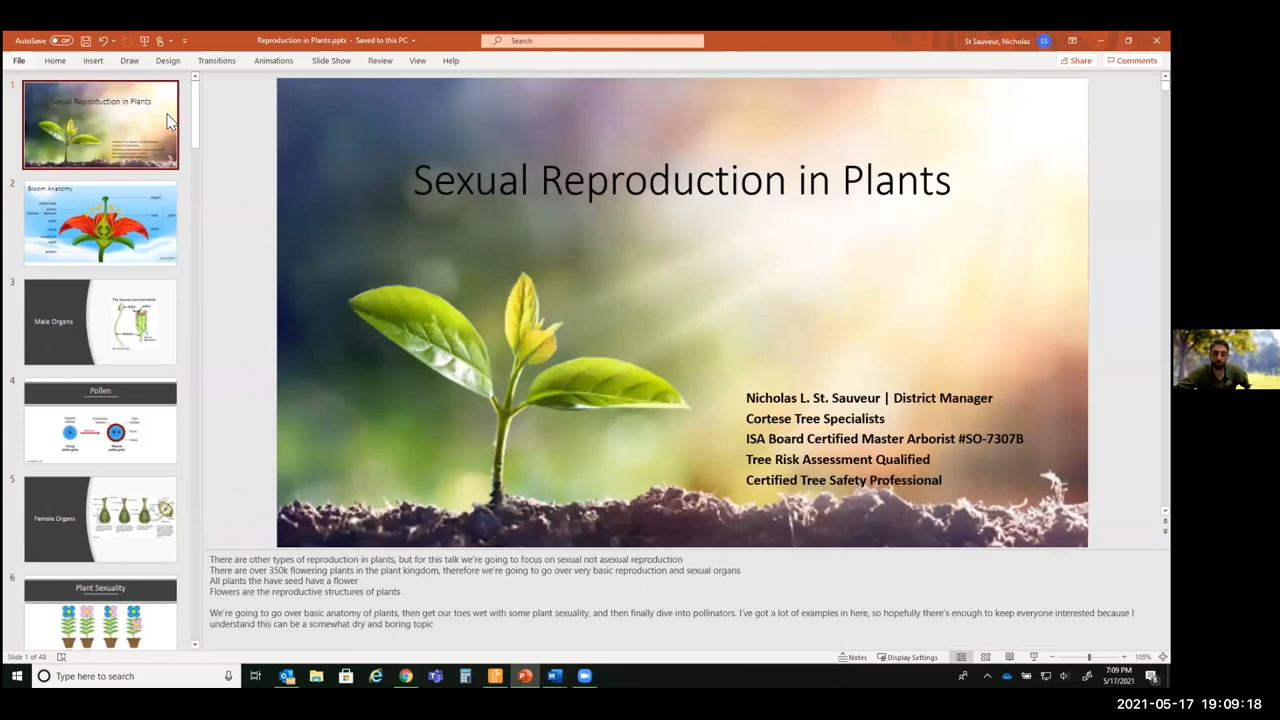 AutoSave Off
Reproduction in Plants.pptx - Saved to this PC
Search
St Sauveur, Nicholas
SS
File Home Insert Draw Design Transitions Animations Slide Show Review View Help
Share Comments
1
Sexual Reproduction in Plants
2
Bloom Anatomy
3
Male Organs
4
Pollen
5
Female Organs
6
Plant Sexuality
Sexual Reproduction in Plants
Nicholas L. St. Sauveur | District Manager
Cortese Tree Specialists
ISA Board Certified Master Arborist #SO-7307B
Tree Risk Assessment Qualified
Certified Tree Safety Professional
There are other types of reproduction in plants, but for this talk we're going to focus on sexual not asexual reproduction
There are over 350k flowering plants in the plant kingdom, therefore we're going to go over very basic reproduction and sexual organs
All plants the have seed have a flower
Flowers are the reproductive structures of plants
We're going to go over basic anatomy of plants, then get our toes wet with some plant sexuality, and then finally dive into pollinators. I've got a lot of examples in here, so hopefully there's enough to keep everyone interested because I
understand this can be a somewhat dry and boring topic
Slide 1 of 48
Notes Display Settings
105%
Type here to search
7:09 PM
5/17/2021
2021-05-17 19:09:18